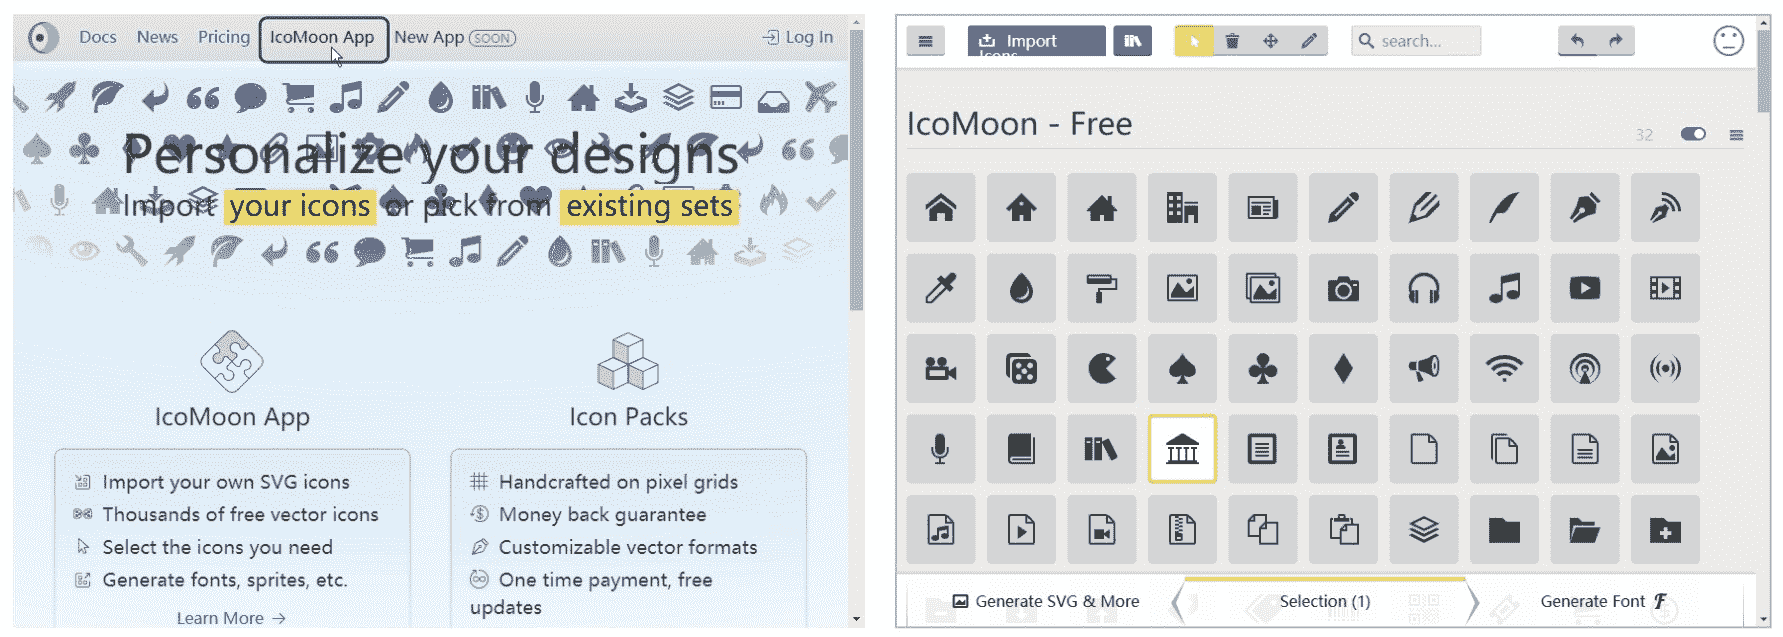 Docs News Pricing IcoMoon App New App SOON Log In
Personalize your designs
Import your icons or pick from existing sets
IcoMoon App
Import your own SVG icons
Thousands of free vector icons
Select the icons you need
Generate fonts, sprites, etc.
Learn More →
Icon Packs
Handcrafted on pixel grids
Money back guarantee
Customizable vector formats
One time payment, free
updates
Import
Icons
search...
IcoMoon - Free
32
Generate SVG & More
Selection (1)
Generate Font